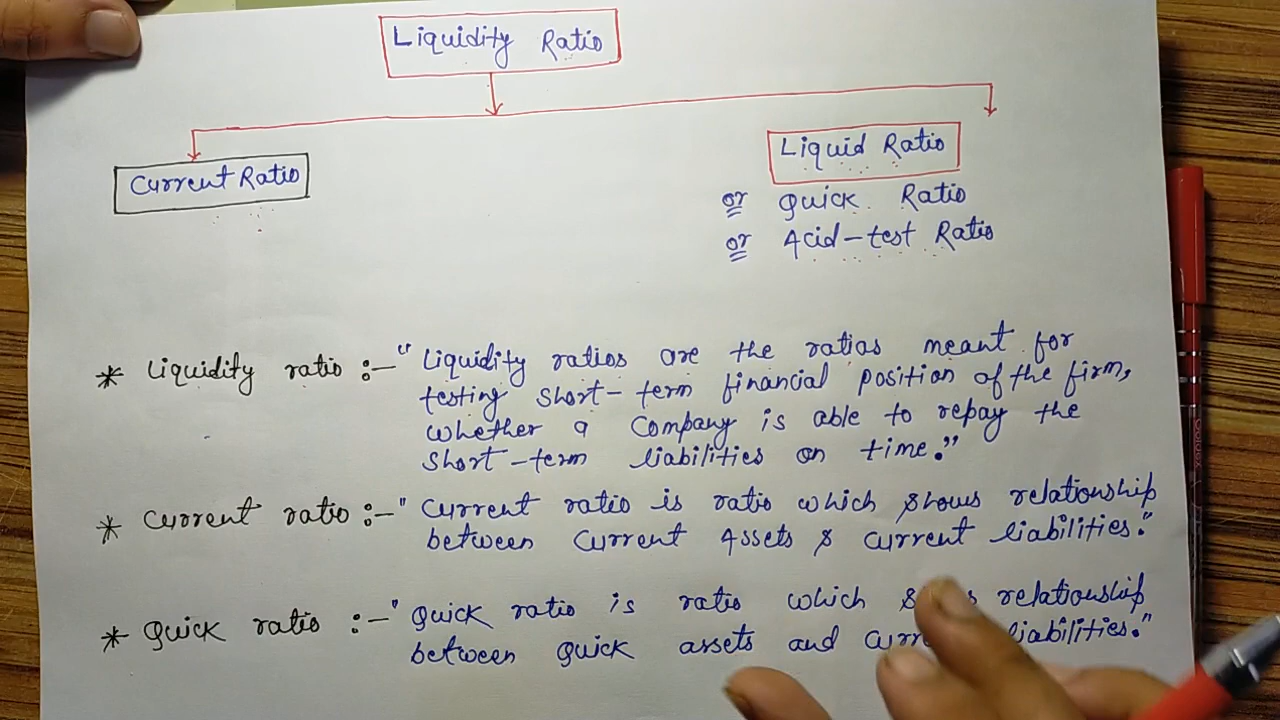 Liquidity Ratio
Current Ratio
Liquid Ratio
or Quick Ratio
or Acid-test Ratio
* Liquidity ratio :- "Liquidity ratios are the ratios meant for
testing short-term financial position of the firm,
whether a Company is able to repay the
short-term liabilities on time."
* Current ratio :- "Current ratio is ratio which shows relationship
between current Assets & current liabilities."
* Quick ratio :- "Quick ratio is ratio which relationship
between quick assets and liabilities."